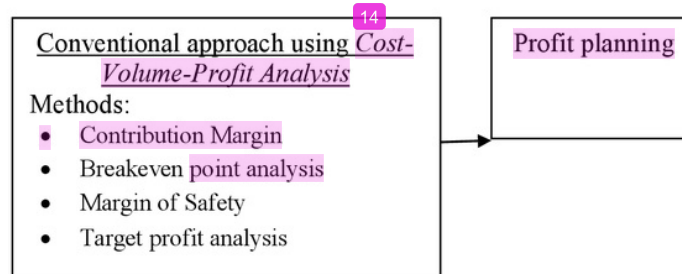 14
Conventional approach using Cost-
Volume-Profit Analysis
Methods:
• Contribution Margin
• Breakeven point analysis
• Margin of Safety
• Target profit analysis
Profit planning